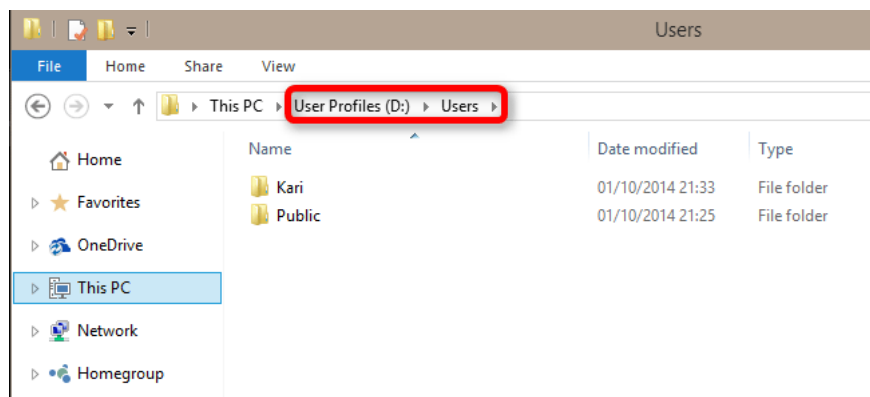 Users
File Home Share View
This PC User Profiles (D:) Users
Name Date modified Type
Kari 01/10/2014 21:33 File folder
Public 01/10/2014 21:25 File folder
Home
Favorites
OneDrive
This PC
Network
Homegroup